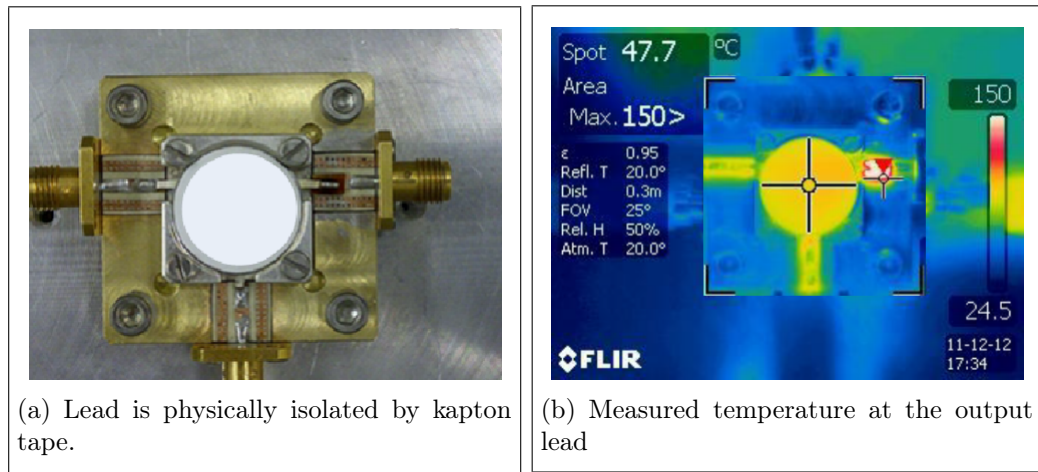 Spot 47.7 °C
Area
Max. 150>
ε 0.95
Refl. T 20.0°
Dist 0.3m
FOV 25°
Rel. H 50%
Atm. T 20.0°
150
24.5
11-12-12
17:34
FLIR
(a) Lead is physically isolated by kapton
tape.
(b) Measured temperature at the output
lead